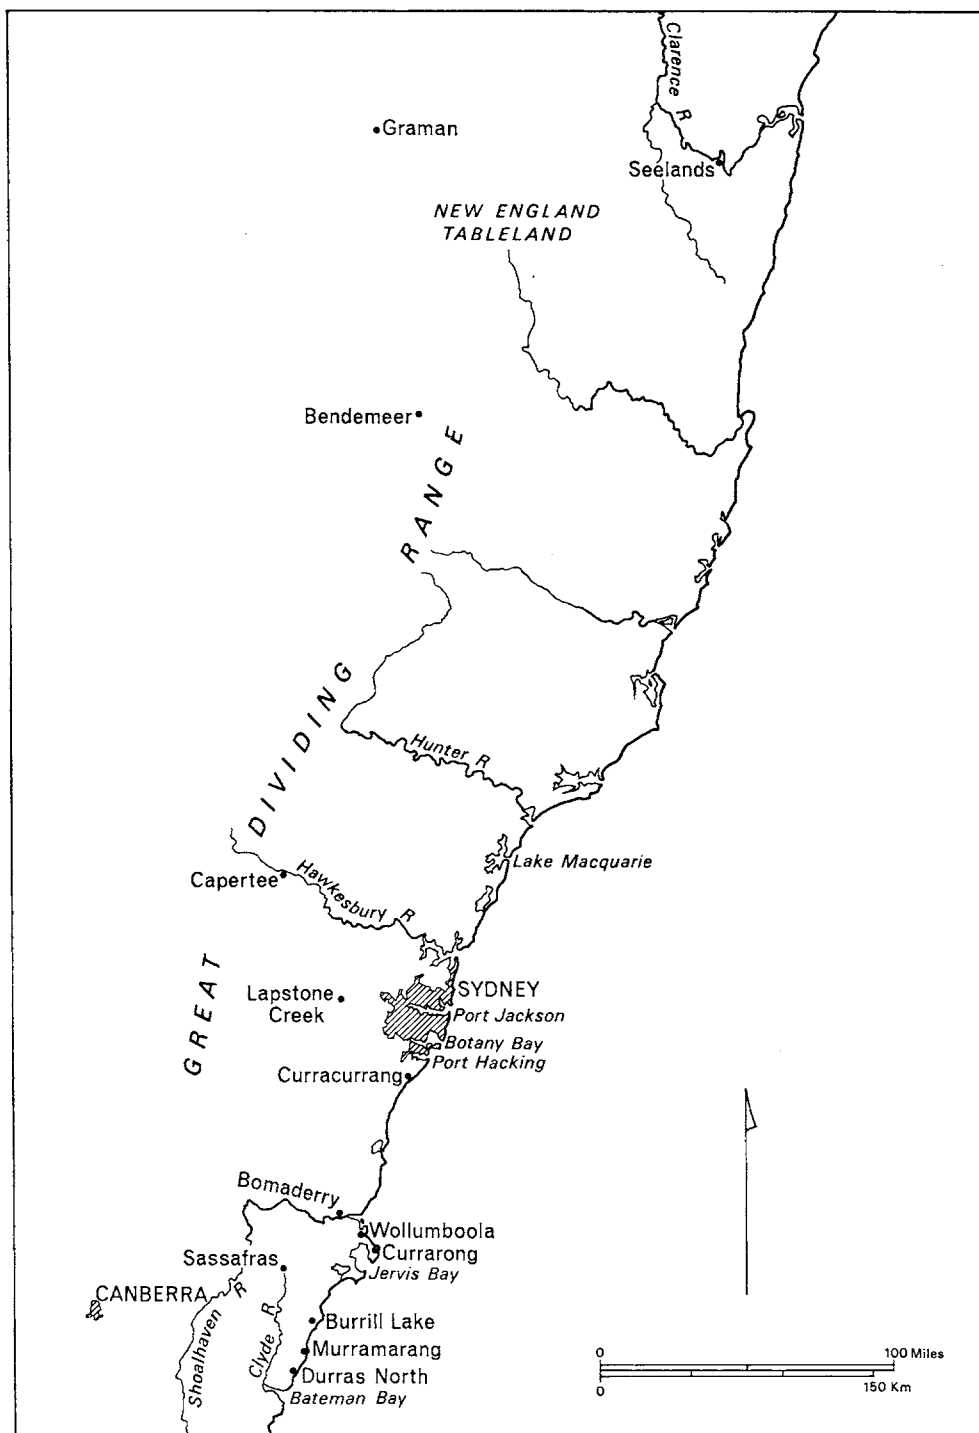 Clarence R
Graman
Seelands
NEW ENGLAND
TABLELAND
Bendemeer
GREAT DIVIDING RANGE
Hunter R
Lake Macquarie
Capertee
Hawkesbury R
Lapstone
Creek
SYDNEY
Port Jackson
Botany Bay
Port Hacking
Curracurrang
Bomaderry
Wollumboola
Currarong
Jervis Bay
Sassafras
CANBERRA
Shoalhaven R
Clyde R
Burrill Lake
Murramarang
Durras North
Bateman Bay
0 100 Miles
0 150 Km